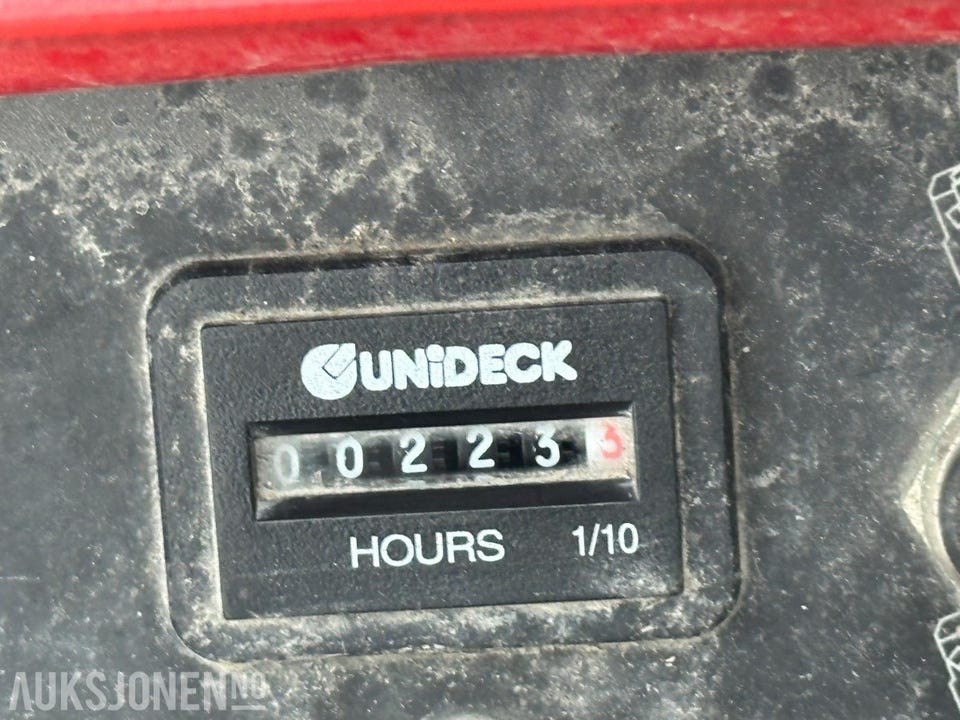 UNiDECK
0 0 2 2 3 3
HOURS 1/10
AUKSJONEN.NO